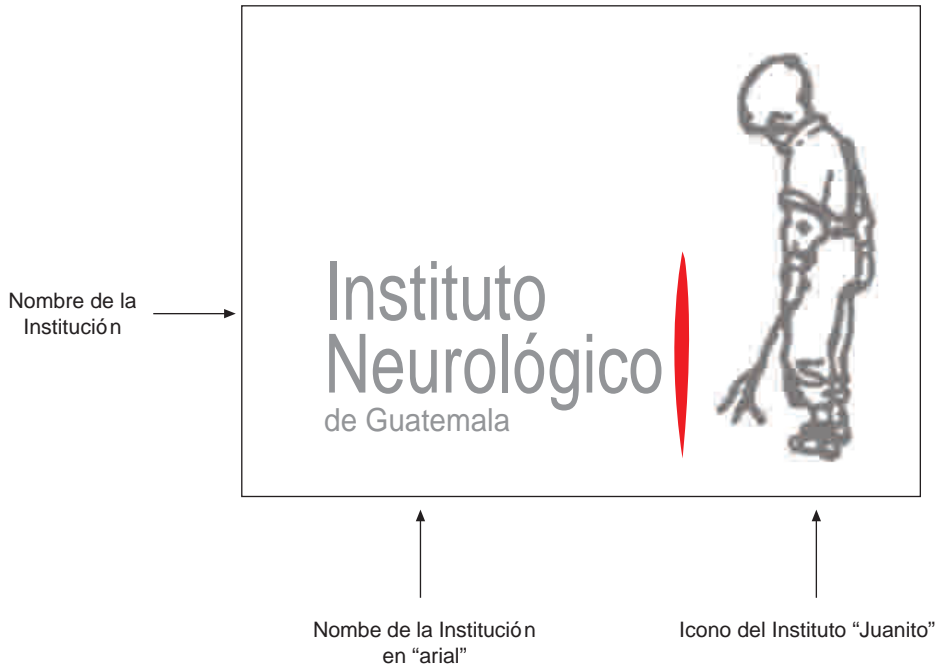 Nombre de la
Institución
Instituto
Neurológico
de Guatemala
Nombe de la Institución
en “arial”
Icono del Instituto “Juanito”